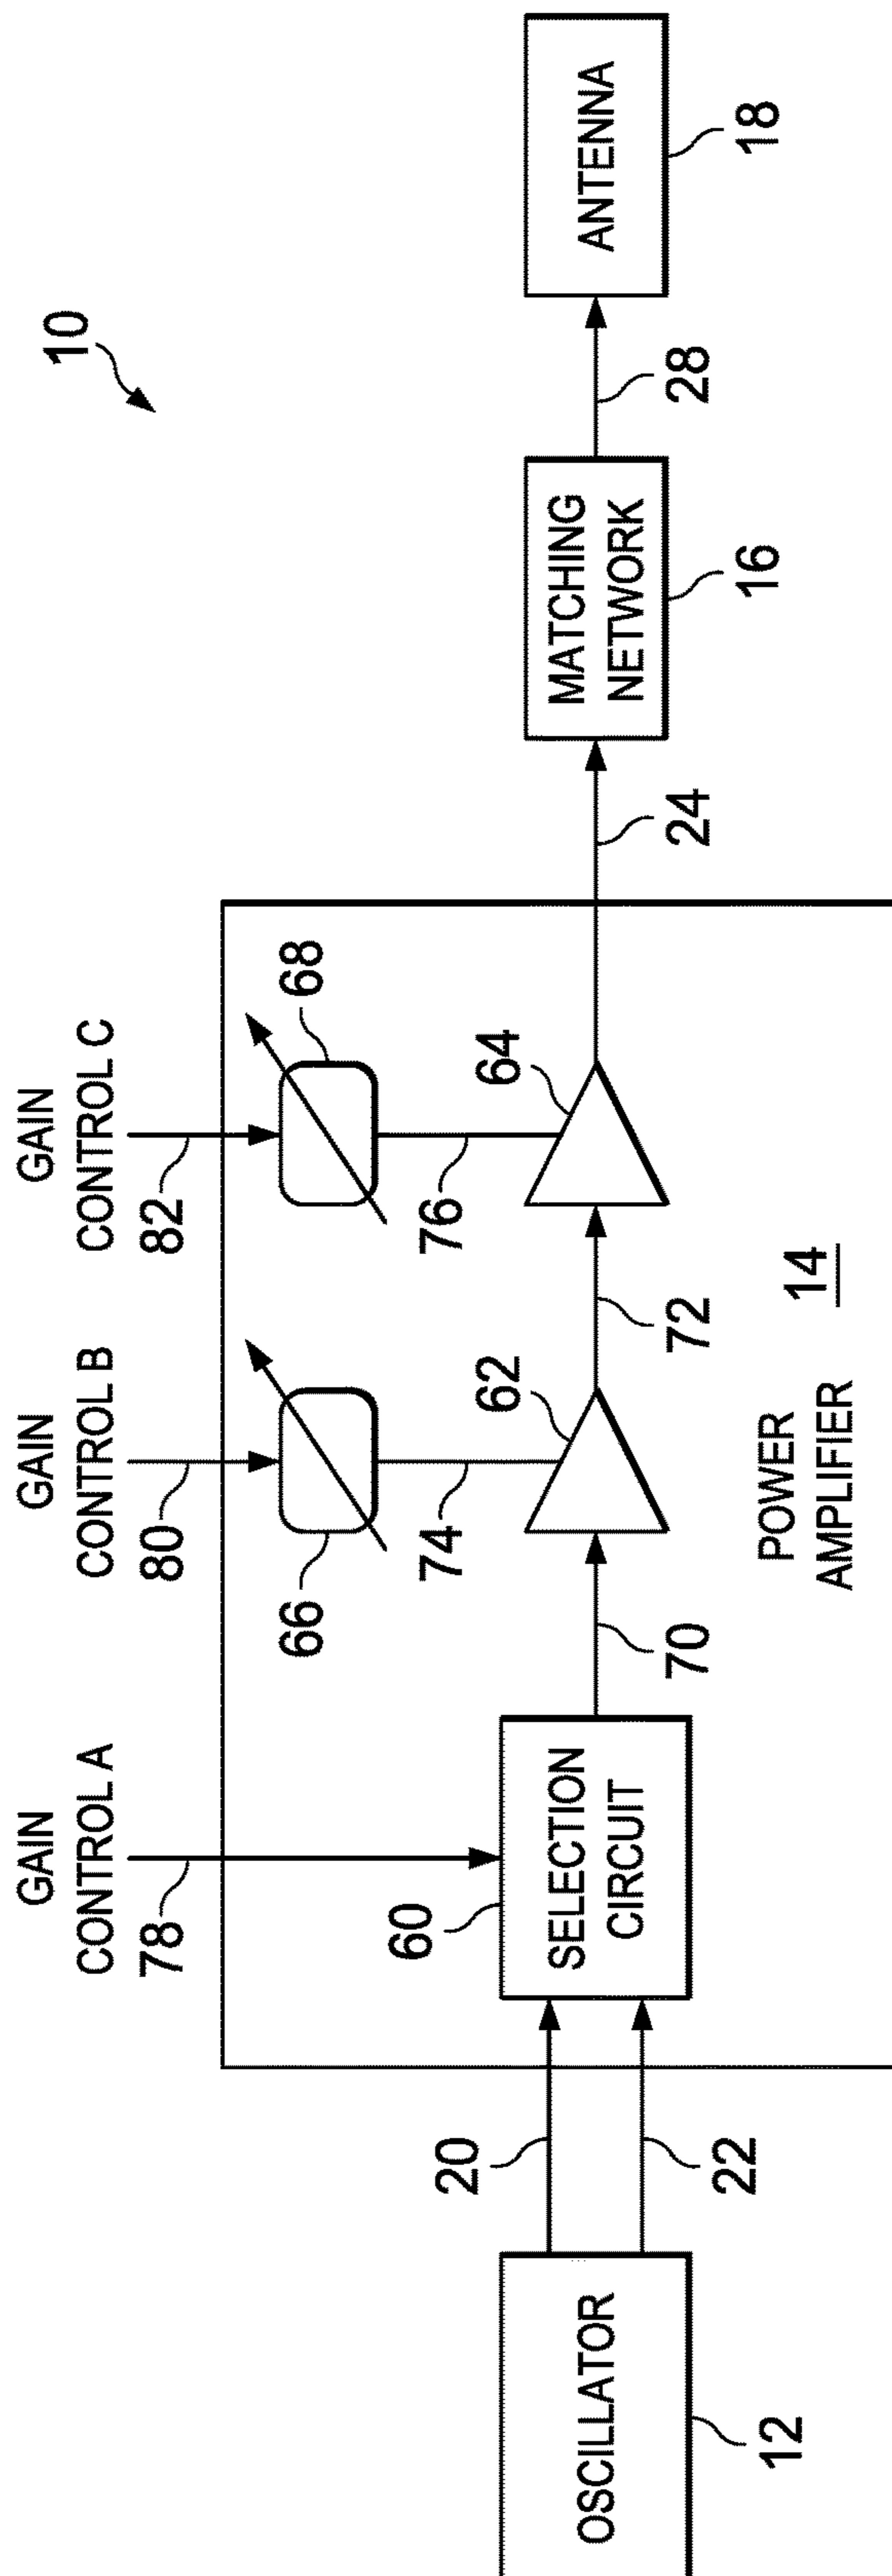 10
GAIN
CONTROL A
78
GAIN
CONTROL B
80
GAIN
CONTROL C
82
66
68
60
74
62
76
64
OSCILLATOR
12
20
22
SELECTION
CIRCUIT
70
72
POWER
AMPLIFIER
14
24
MATCHING
NETWORK
16
28
ANTENNA
18